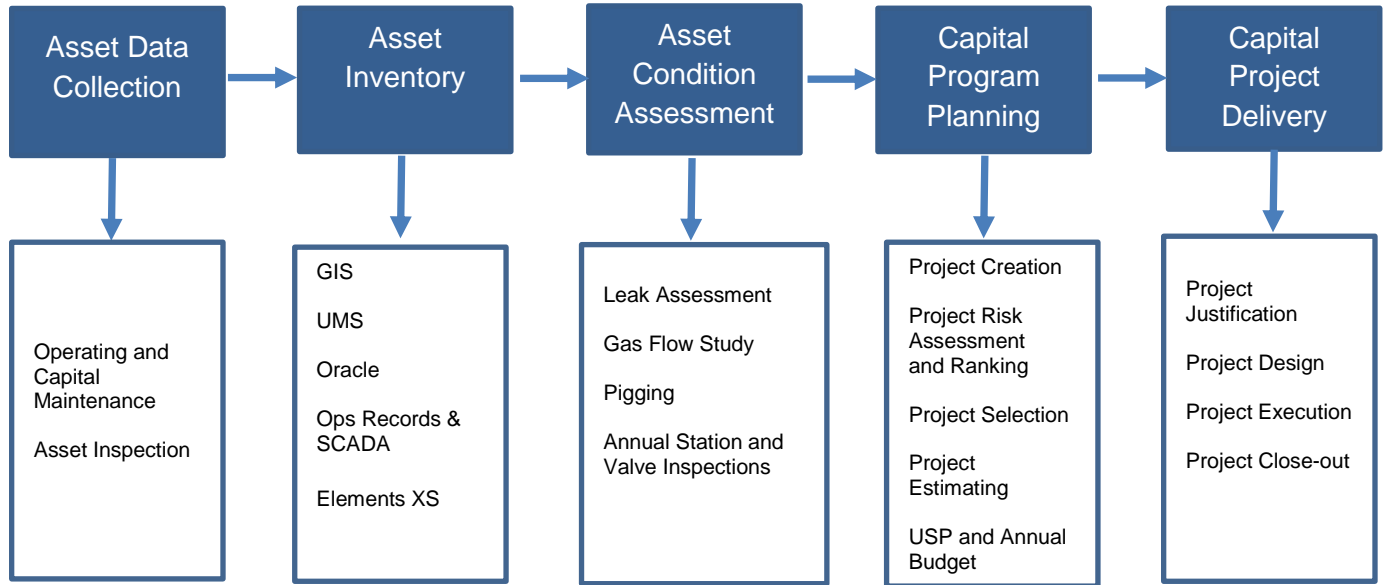 Asset Data
Collection
Asset
Inventory
Asset
Condition
Assessment
Capital
Program
Planning
Capital
Project
Delivery
Operating and
Capital
Maintenance
Asset Inspection
GIS
UMS
Oracle
Ops Records &
SCADA
Elements XS
Leak Assessment
Gas Flow Study
Pigging
Annual Station and
Valve Inspections
Project Creation
Project Risk
Assessment
and Ranking
Project Selection
Project
Estimating
USP and Annual
Budget
Project
Justification
Project Design
Project Execution
Project Close-out